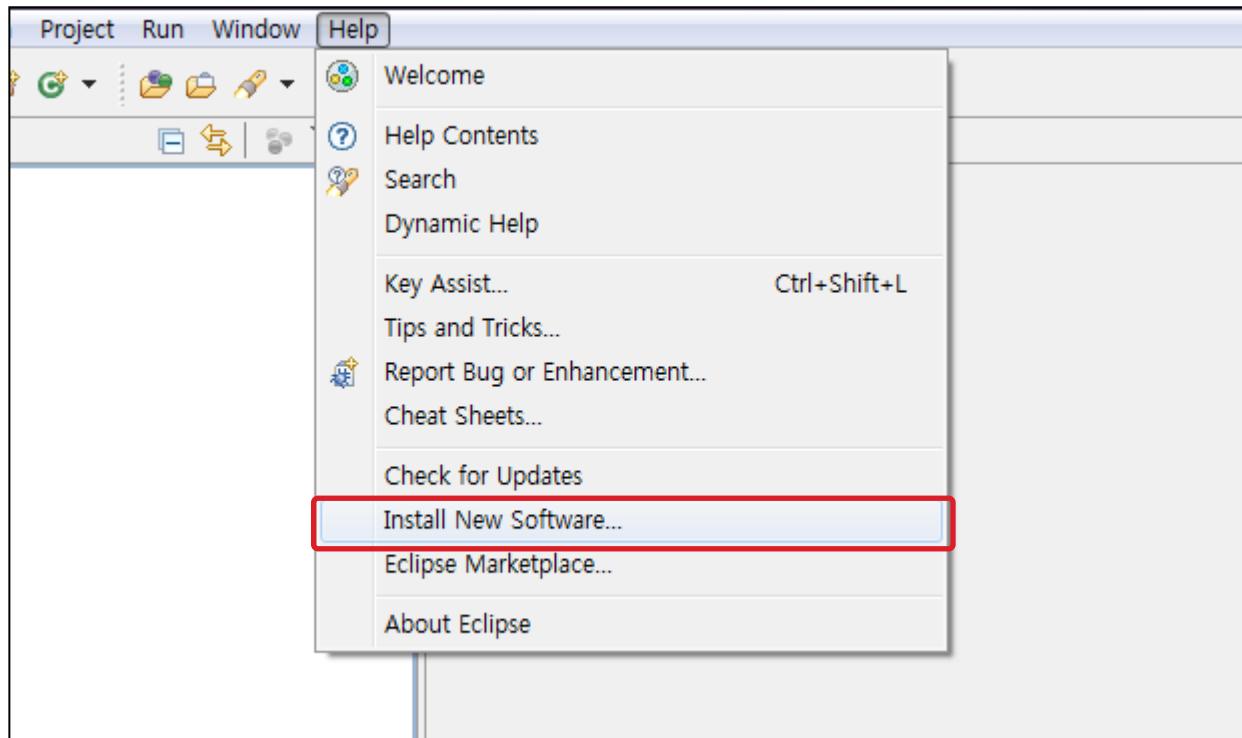 Project Run Window Help
Welcome
Help Contents
Search
Dynamic Help
Key Assist... Ctrl+Shift+L
Tips and Tricks...
Report Bug or Enhancement...
Cheat Sheets...
Check for Updates
Install New Software...
Eclipse Marketplace...
About Eclipse